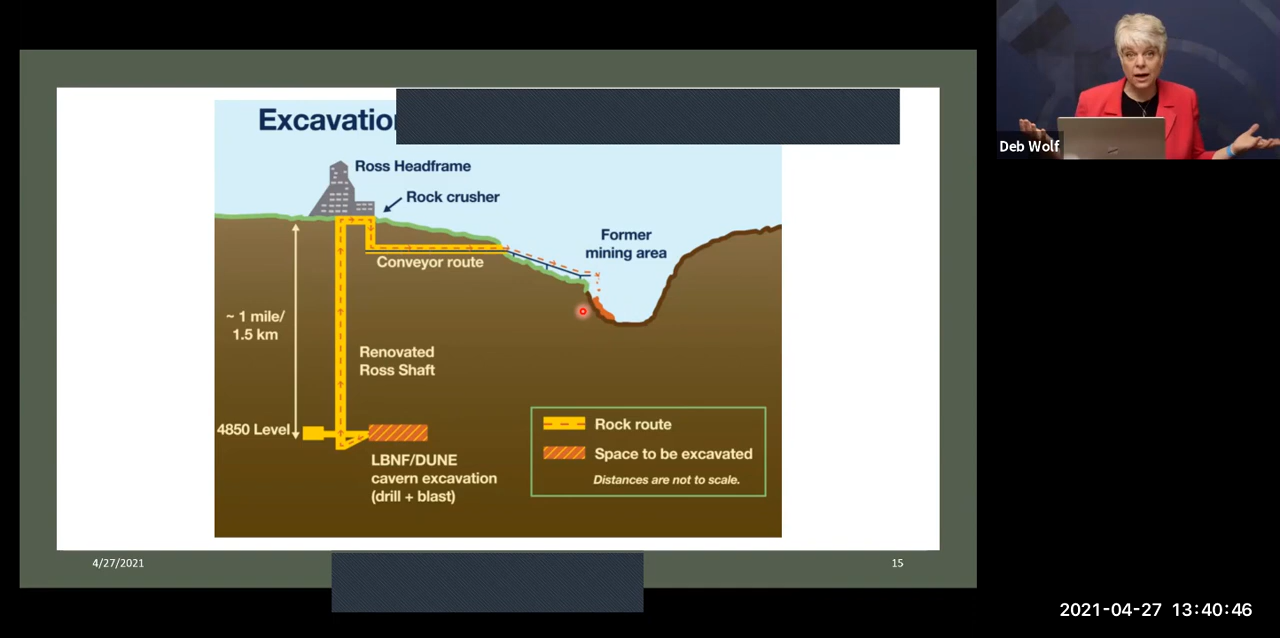 Excavatio
Ross Headframe
Rock crusher
Former
mining area
Conveyor route
~ 1 mile/
1.5 km
Renovated
Ross Shaft
4850 Level
LBNF/DUNE
cavern excavation
(drill + blast)
Rock route
Space to be excavated
Distances are not to scale.
4/27/2021
15
Deb Wolf
2021-04-27 13:40:46